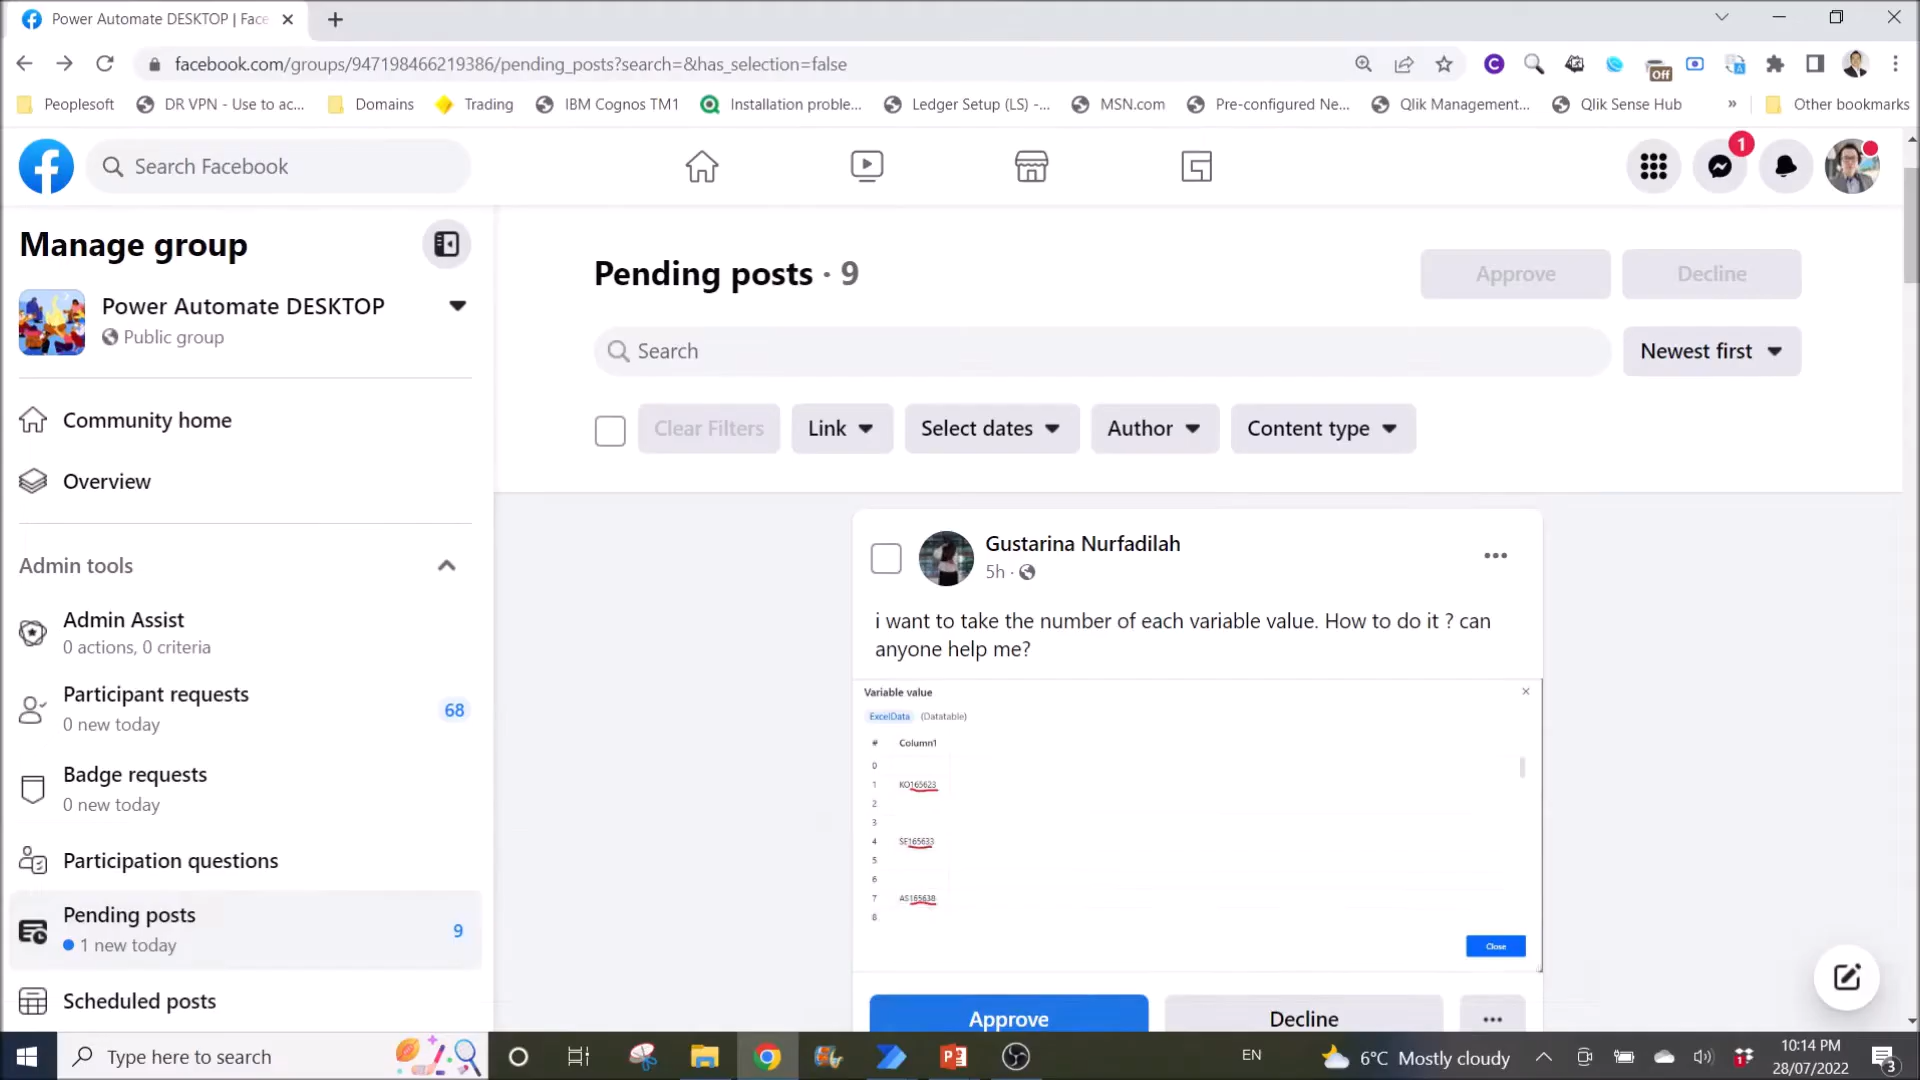 Power Automate DESKTOP | Face
facebook.com/groups/947198466219386/pending_posts?search=&has_selection=false
Off
Peoplesoft
DR VPN - Use to ac...
Domains
Trading
IBM Cognos TM1
Installation proble...
Ledger Setup (LS) -...
MSN.com
Pre-configured Ne...
Qlik Management...
Qlik Sense Hub
»
Other bookmarks
Search Facebook
1
Manage group
Power Automate DESKTOP
Public group
Community home
Overview
Admin tools
Admin Assist
0 actions, 0 criteria
Participant requests
0 new today
68
Badge requests
0 new today
Participation questions
Pending posts
1 new today
9
Scheduled posts
Pending posts · 9
Approve
Decline
Search
Newest first
Clear Filters
Link
Select dates
Author
Content type
Gustarina Nurfadilah
5h ·
i want to take the number of each variable value. How to do it ? can
anyone help me?
Variable value
ExcelData (Datatable)
# Column1
0
1 KO165623
2
3
4 SF165633
5
6
7 AS165638
8
Close
Approve
Decline
Type here to search
EN
6°C Mostly cloudy
1
10:14 PM
28/07/2022
3